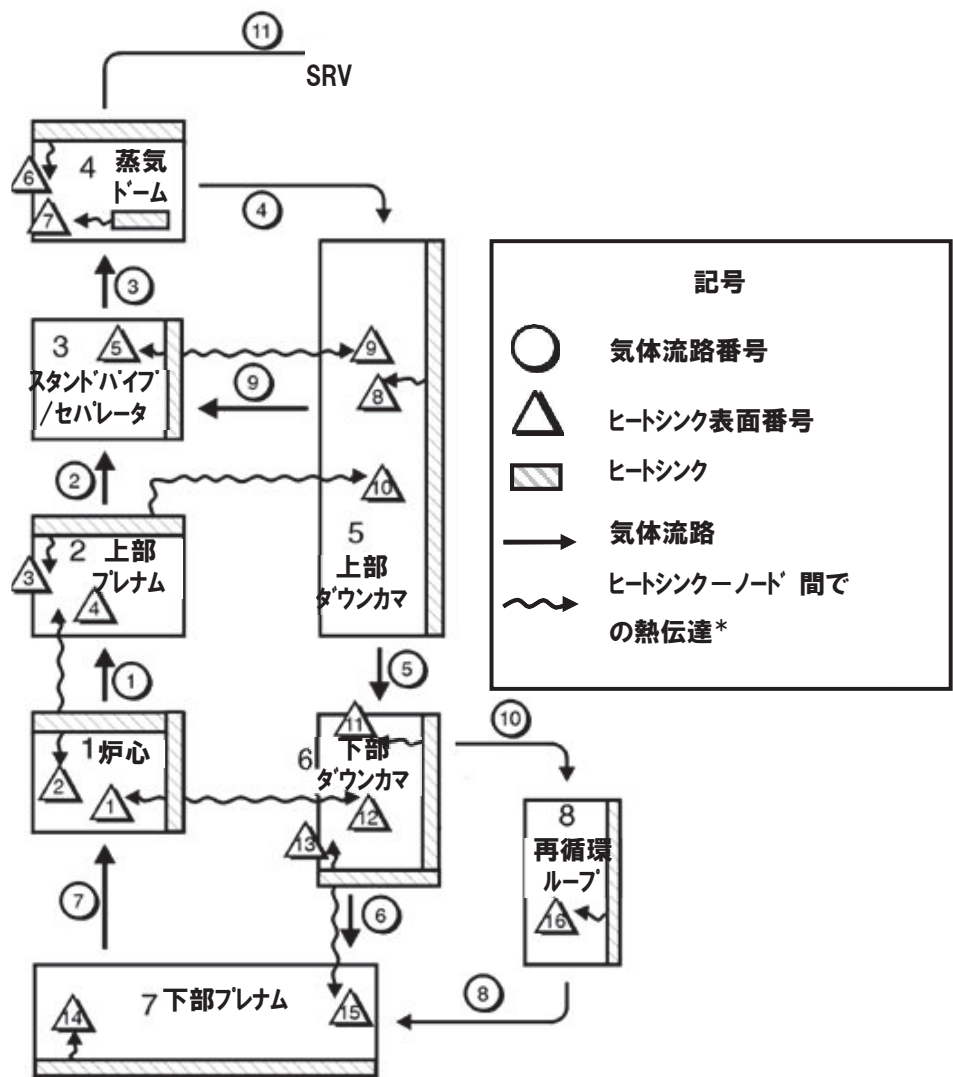 11
SRV
4 蒸気
ドーム
6
7
4
3
3
5
スタンドパイプ
/セパレータ
9
9
8
2
10
2 上部
プレナム
3
4
5
上部
ダウンカマ
記号
気体流路番号
ヒートシンク表面番号
ヒートシンク
気体流路
ヒートシンクーノード 間で
の熱伝達*
1
5
10
1 炉心
2
1
11
6 下部
ダウンカマ
12
13
8
再循環
ループ
16
7
6
8
7 下部プレナム
14
15